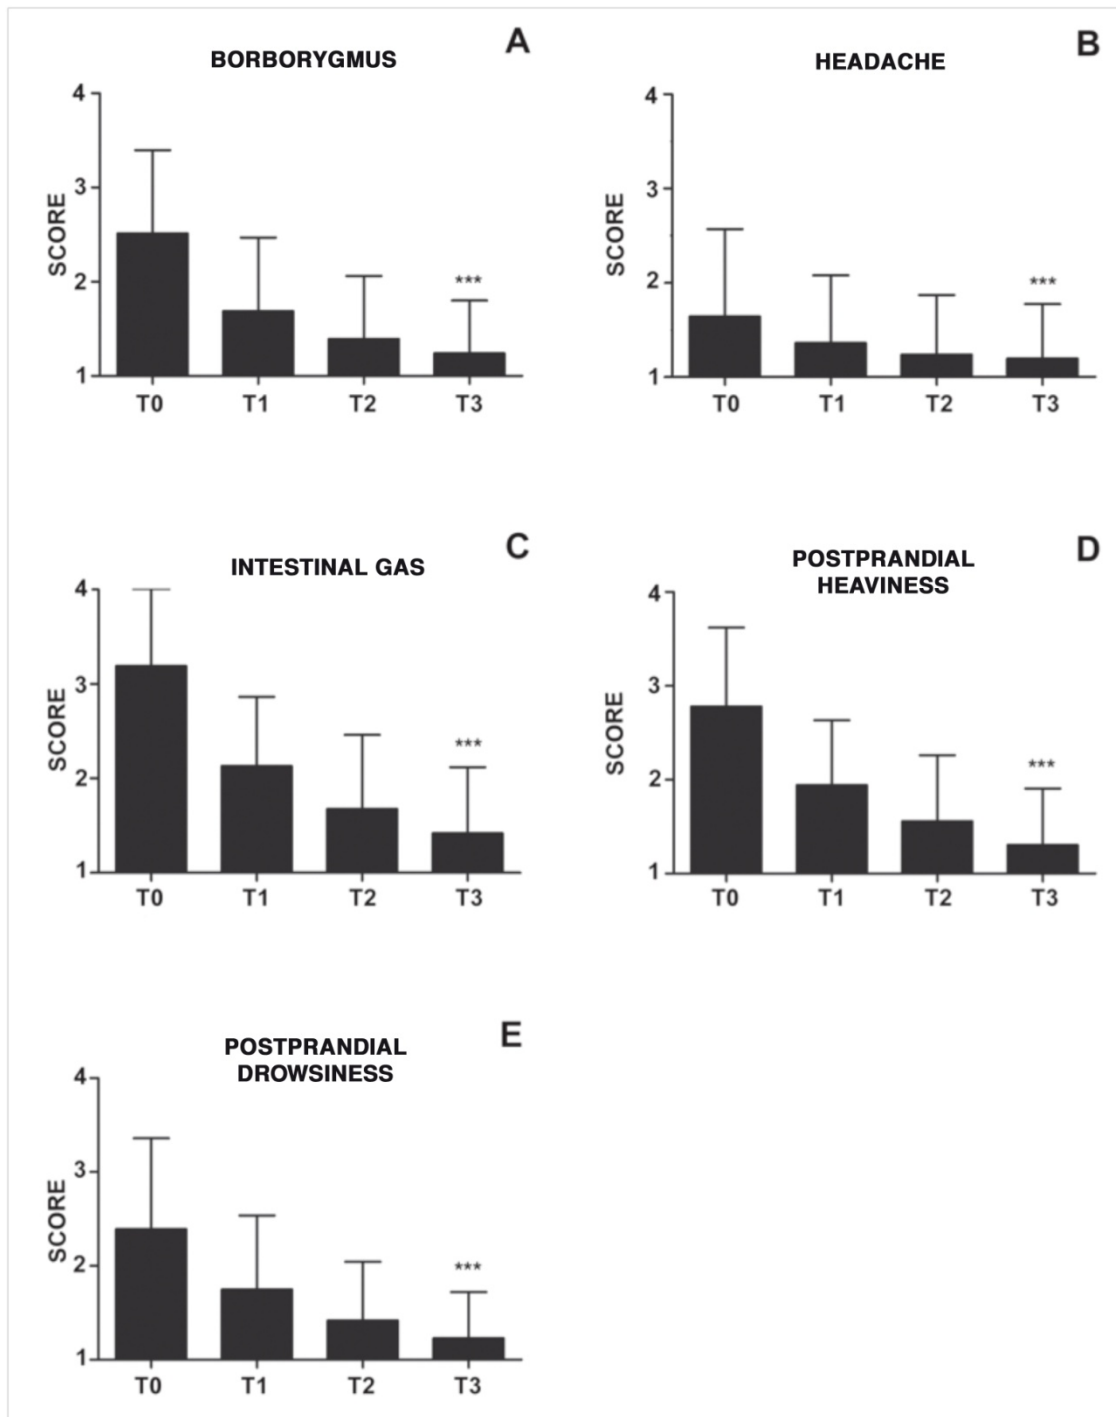 A
BORBORYGMUS
4
3
2
1
SCORE
***
T0 T1 T2 T3
B
HEADACHE
4
3
2
1
SCORE
***
T0 T1 T2 T3
C
INTESTINAL GAS
4
3
2
1
SCORE
***
T0 T1 T2 T3
D
POSTPRANDIAL
HEAVINESS
4
3
2
1
SCORE
***
T0 T1 T2 T3
E
POSTPRANDIAL
DROWSINESS
4
3
2
1
SCORE
***
T0 T1 T2 T3